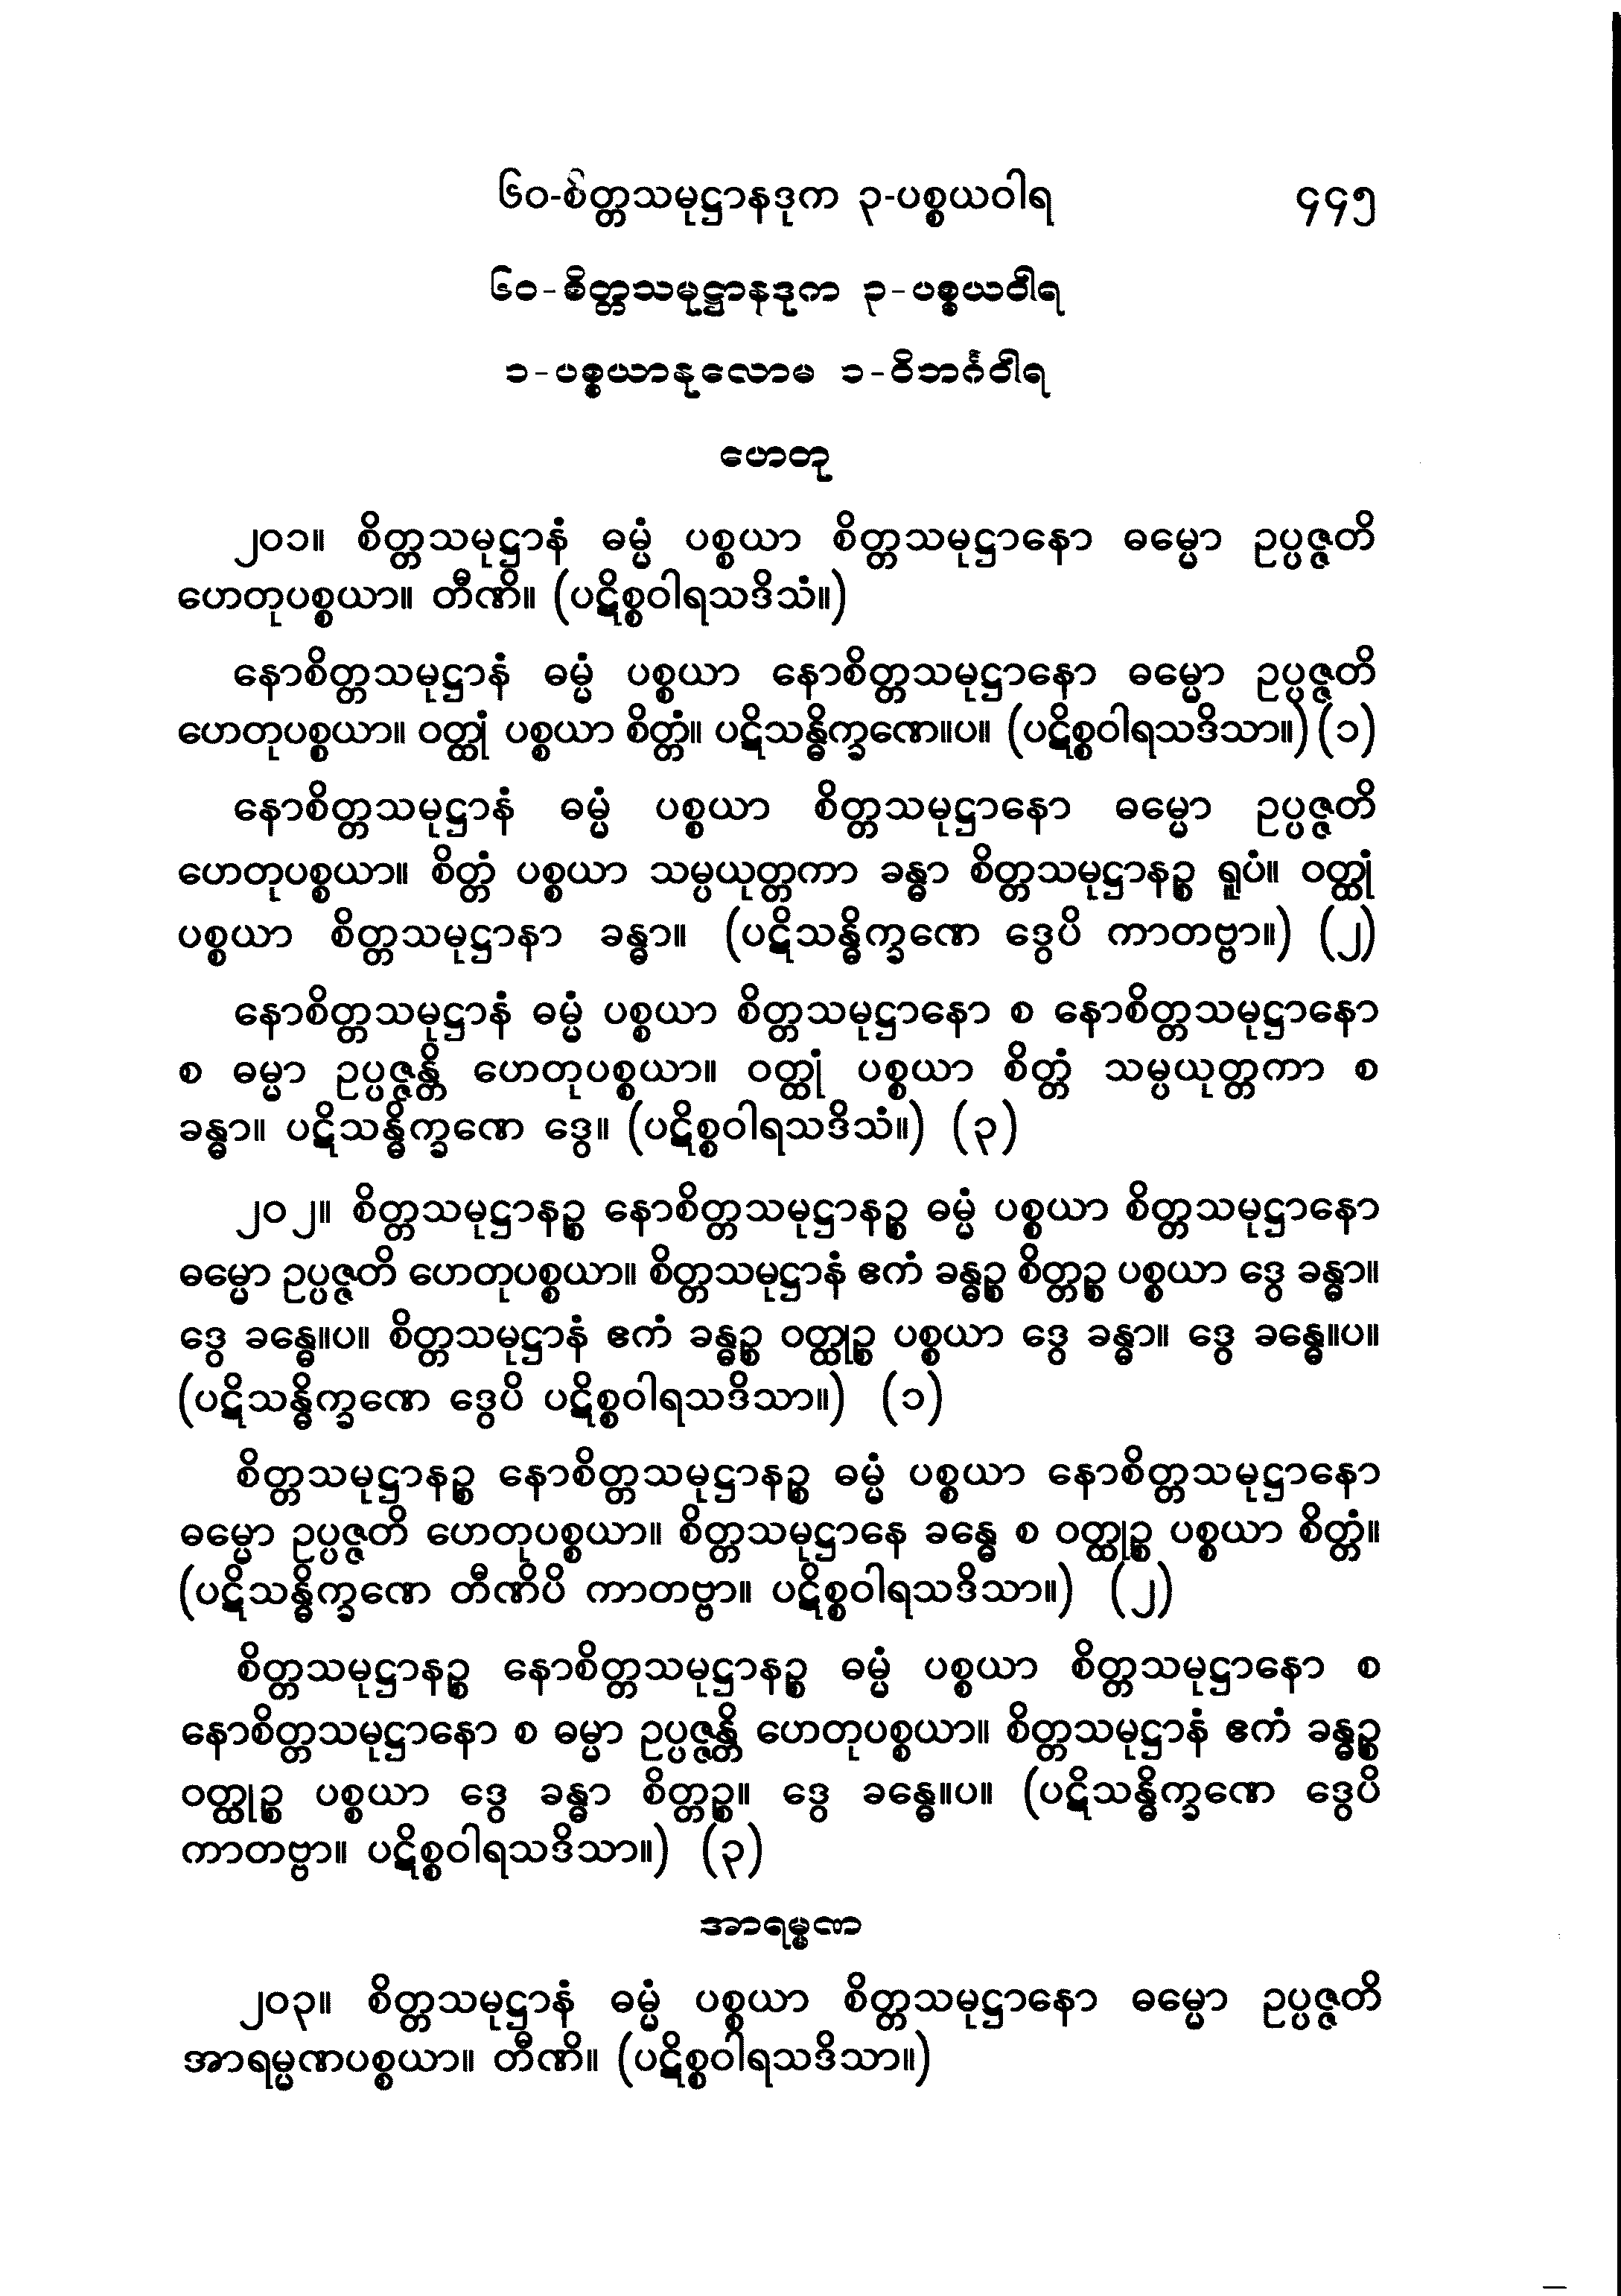 ၆၀-စိတ္တသမုဋ္ဌာနဒုက ၃-ပစ္စယဝါရ ၄၄၅
၆၀-စိတ္တသမုဋ္ဌာနဒုက ၃-ပစ္စယဝါရ
၁-ပစ္စယာနုလောမ ၁-ဝိဘင်္ဂဝါရ
ဟေတု
၂၀၁။ စိတ္တသမုဋ္ဌာနံ ဓမ္မံ ပစ္စယာ စိတ္တသမုဋ္ဌာနော ဓမ္မော ဥပ္ပဇ္ဇတိ
ဟေတုပစ္စယာ။ တီဏိ။ (ပဋိစ္စဝါရသဒိသံ။)
နောစိတ္တသမုဋ္ဌာနံ ဓမ္မံ ပစ္စယာ နောစိတ္တသမုဋ္ဌာနော ဓမ္မော ဥပ္ပဇ္ဇတိ
ဟေတုပစ္စယာ။ ဝတ္ထုံ ပစ္စယာ စိတ္တံ။ ပဋိသန္ဓိက္ခဏေ။ပ။ (ပဋိစ္စဝါရသဒိသာ။) (၁)
နောစိတ္တသမုဋ္ဌာနံ ဓမ္မံ ပစ္စယာ စိတ္တသမုဋ္ဌာနော ဓမ္မော ဥပ္ပဇ္ဇတိ
ဟေတုပစ္စယာ။ စိတ္တံ ပစ္စယာ သမ္ပယုတ္တကာ ခန္ဓာ စိတ္တသမုဋ္ဌာနဉ္စ ရူပံ။ ဝတ္ထုံ
ပစ္စယာ စိတ္တသမုဋ္ဌာနာ ခန္ဓာ။ (ပဋိသန္ဓိက္ခဏေ ဒွေပိ ကာတဗ္ဗာ။) (၂)
နောစိတ္တသမုဋ္ဌာနံ ဓမ္မံ ပစ္စယာ စိတ္တသမုဋ္ဌာနော စ နောစိတ္တသမုဋ္ဌာနော
စ ဓမ္မာ ဥပ္ပဇ္ဇန္တိ ဟေတုပစ္စယာ။ ဝတ္ထုံ ပစ္စယာ စိတ္တံ သမ္ပယုတ္တကာ စ
ခန္ဓာ။ ပဋိသန္ဓိက္ခဏေ ဒွေ။ (ပဋိစ္စဝါရသဒိသံ။) (၃)
၂၀၂။ စိတ္တသမုဋ္ဌာနဉ္စ နောစိတ္တသမုဋ္ဌာနဉ္စ ဓမ္မံ ပစ္စယာ စိတ္တသမုဋ္ဌာနော
ဓမ္မော ဥပ္ပဇ္ဇတိ ဟေတုပစ္စယာ။ စိတ္တသမုဋ္ဌာနံ ဧကံ ခန္ဓဉ္စ စိတ္တဉ္စ ပစ္စယာ ဒွေ ခန္ဓာ။
ဒွေ ခန္ဓေ။ပ။ စိတ္တသမုဋ္ဌာနံ ဧကံ ခန္ဓဉ္စ ဝတ္ထုဉ္စ ပစ္စယာ ဒွေ ခန္ဓာ။ ဒွေ ခန္ဓေ။ပ။
(ပဋိသန္ဓိက္ခဏေ ဒွေပိ ပဋိစ္စဝါရသဒိသာ။) (၁)
စိတ္တသမုဋ္ဌာနဉ္စ နောစိတ္တသမုဋ္ဌာနဉ္စ ဓမ္မံ ပစ္စယာ နောစိတ္တသမုဋ္ဌာနော
ဓမ္မော ဥပ္ပဇ္ဇတိ ဟေတုပစ္စယာ။ စိတ္တသမုဋ္ဌာနေ ခန္ဓေ စ ဝတ္ထုဉ္စ ပစ္စယာ စိတ္တံ။
(ပဋိသန္ဓိက္ခဏေ တီဏိပိ ကာတဗ္ဗာ။ ပဋိစ္စဝါရသဒိသာ။) (၂)
စိတ္တသမုဋ္ဌာနဉ္စ နောစိတ္တသမုဋ္ဌာနဉ္စ ဓမ္မံ ပစ္စယာ စိတ္တသမုဋ္ဌာနော စ
နောစိတ္တသမုဋ္ဌာနော စ ဓမ္မာ ဥပ္ပဇ္ဇန္တိ ဟေတုပစ္စယာ။ စိတ္တသမုဋ္ဌာနံ ဧကံ ခန္ဓဉ္စ
ဝတ္ထုဉ္စ ပစ္စယာ ဒွေ ခန္ဓာ စိတ္တဉ္စ။ ဒွေ ခန္ဓေ။ပ။ (ပဋိသန္ဓိက္ခဏေ ဒွေပိ
ကာတဗ္ဗာ။ ပဋိစ္စဝါရသဒိသာ။) (၃)
အာရမ္မဏ
၂၀၃။ စိတ္တသမုဋ္ဌာနံ ဓမ္မံ ပစ္စယာ စိတ္တသမုဋ္ဌာနော ဓမ္မော ဥပ္ပဇ္ဇတိ
အာရမ္မဏပစ္စယာ။ တီဏိ။ (ပဋိစ္စဝါရသဒိသာ။)